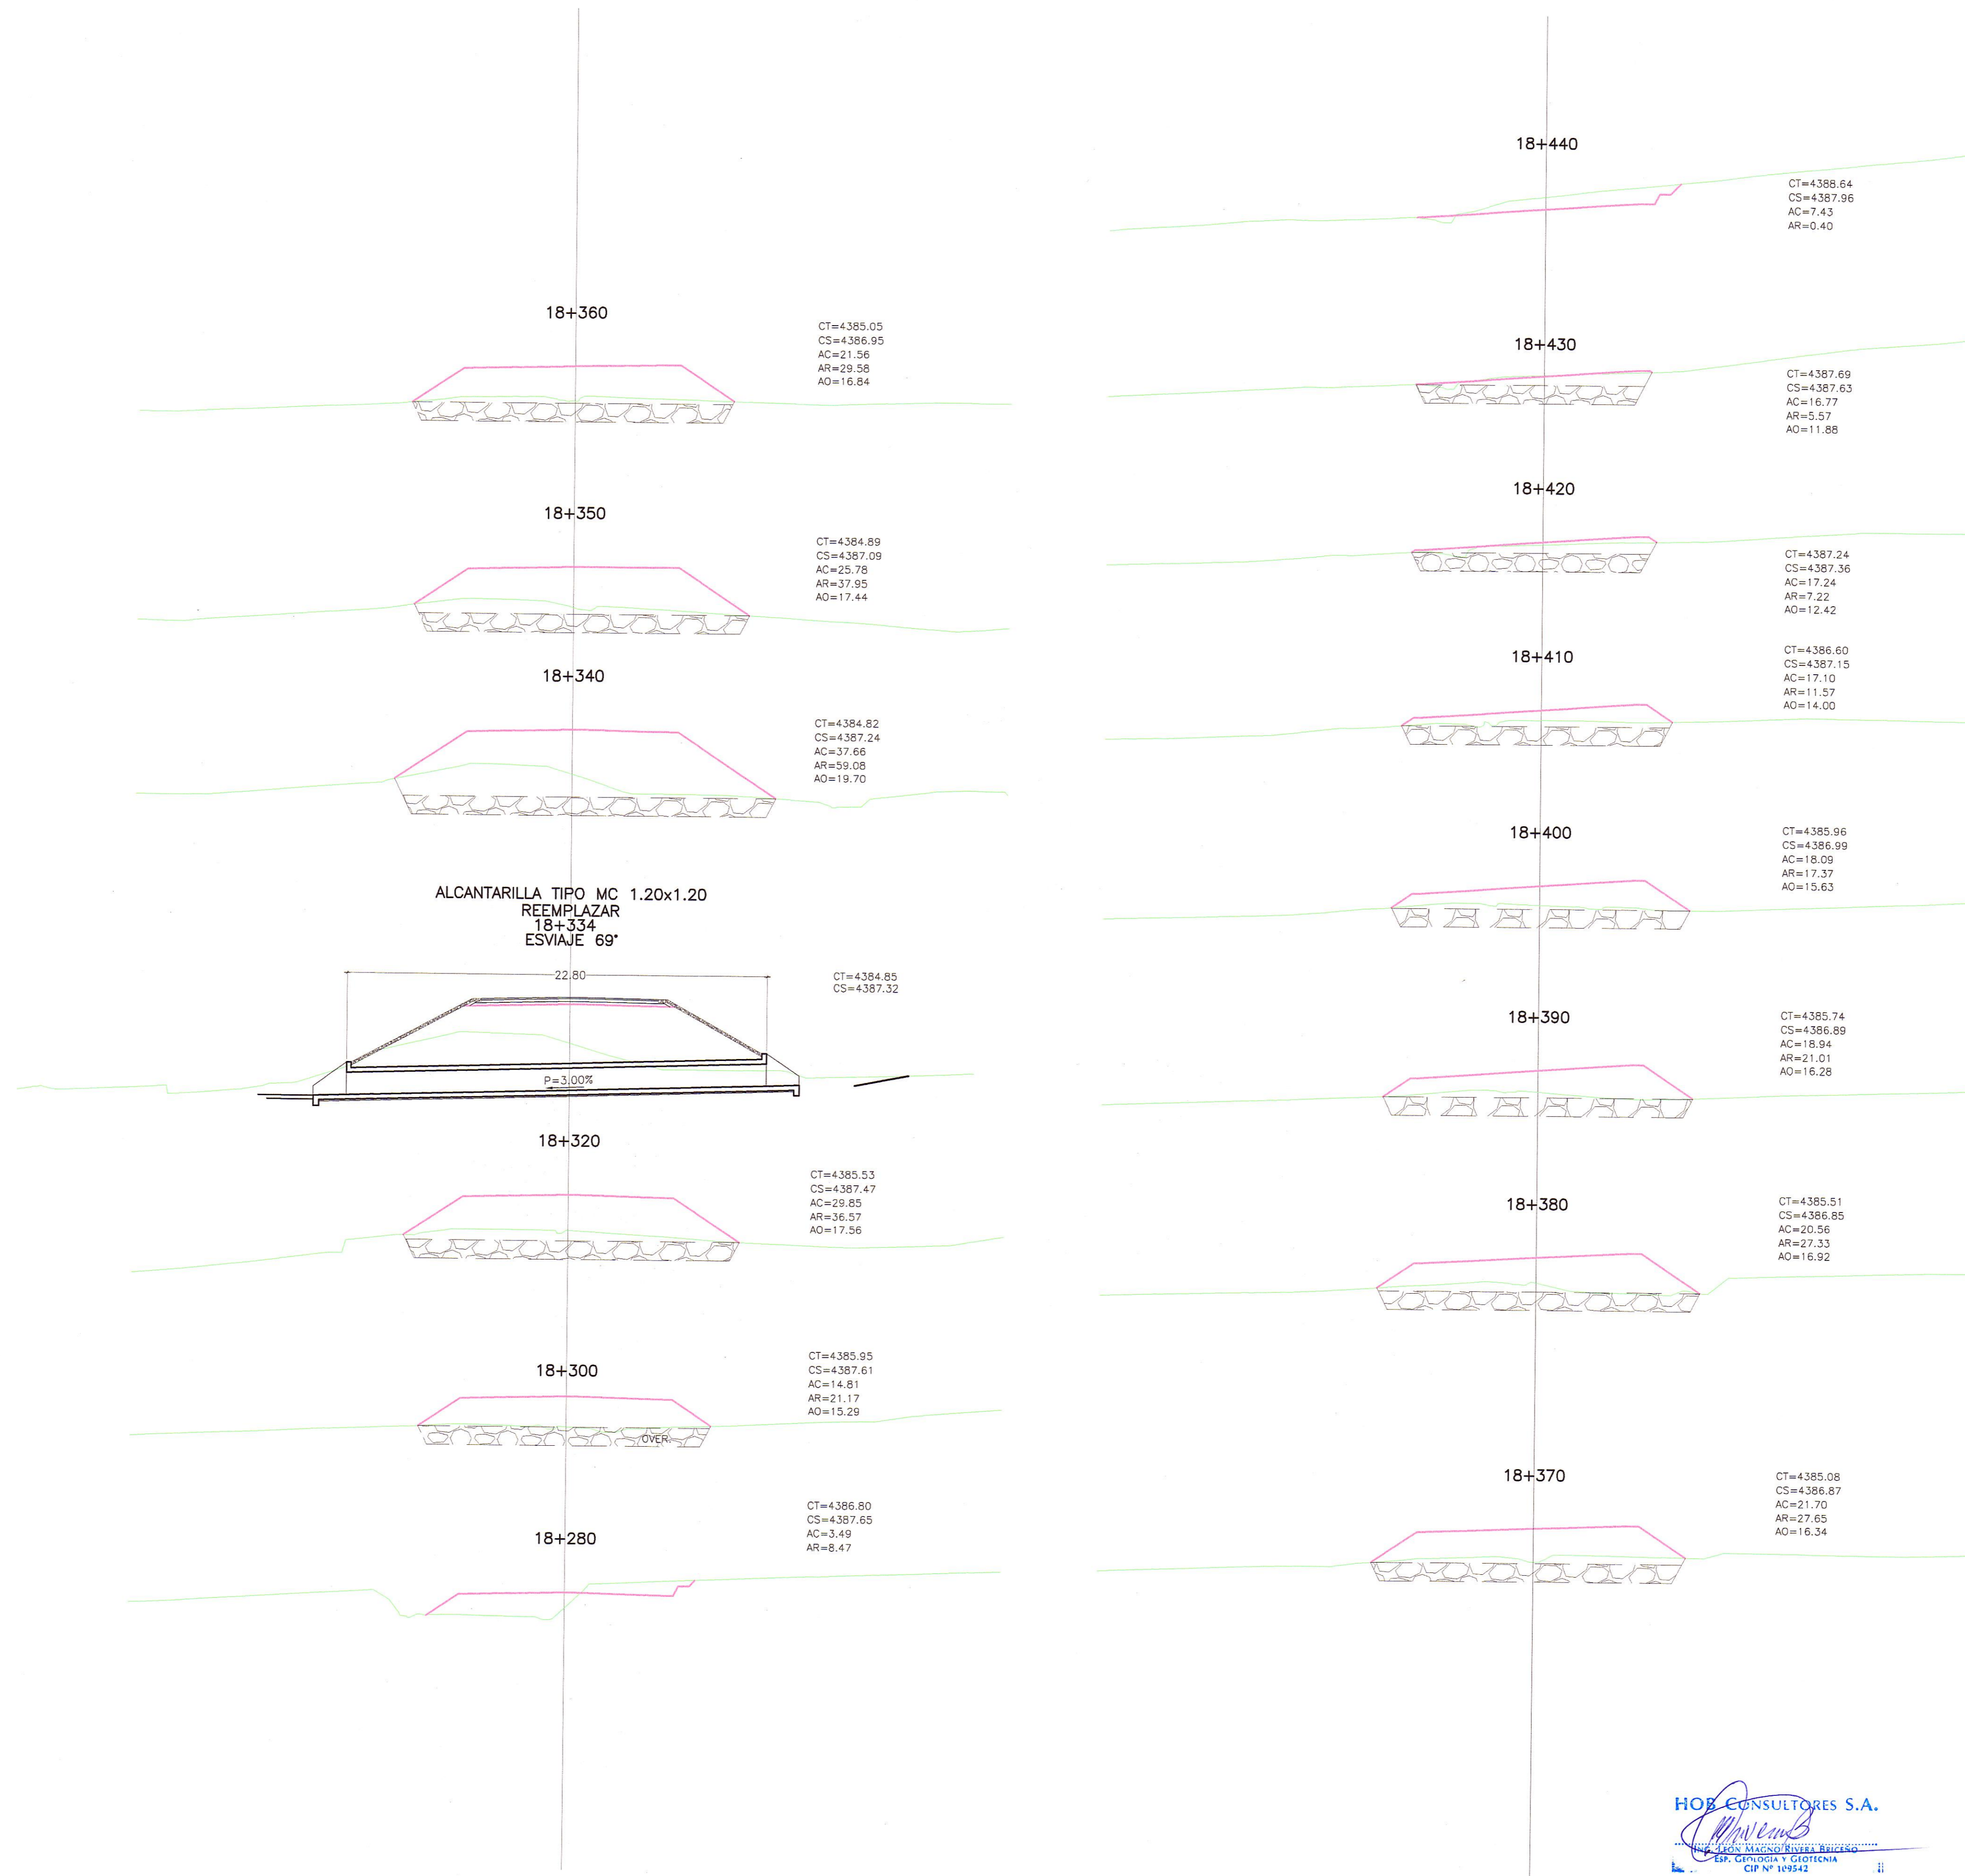 18+360
CT=4385.05
CS=4386.95
AC=21.56
AR=29.58
AO=16.84
18+350
CT=4384.89
CS=4387.09
AC=25.78
AR=37.95
AO=17.44
18+340
CT=4384.82
CS=4387.24
AC=37.66
AR=59.08
AO=19.70
ALCANTARILLA TIPO MC 1.20x1.20
REEMPLAZAR
18+334
ESVIAJE 69°
22.80
CT=4384.85
CS=4387.32
P=3.00%
18+320
CT=4385.53
CS=4387.47
AC=29.85
AR=36.57
AO=17.56
18+300
CT=4385.95
CS=4387.61
AC=14.81
AR=21.17
AO=15.29
OVER.
18+280
CT=4386.80
CS=4387.65
AC=3.49
AR=8.47
18+440
CT=4388.64
CS=4387.96
AC=7.43
AR=0.40
18+430
CT=4387.69
CS=4387.63
AC=16.77
AR=5.57
AO=11.88
18+420
CT=4387.24
CS=4387.36
AC=17.24
AR=7.22
AO=12.42
18+410
CT=4386.60
CS=4387.15
AC=17.10
AR=11.57
AO=14.00
18+400
CT=4385.96
CS=4386.99
AC=18.09
AR=17.37
AO=15.63
18+390
CT=4385.74
CS=4386.89
AC=18.94
AR=21.01
AO=16.28
18+380
CT=4385.51
CS=4386.85
AC=20.56
AR=27.33
AO=16.92
18+370
CT=4385.08
CS=4386.87
AC=21.70
AR=27.65
AO=16.34
HOB CONSULTORES S.A.
ING. LEÓN MAGNO RIVERA BRICEÑO
ESP. GEOLOGÍA Y GEOTECNIA
CIP Nº 109542